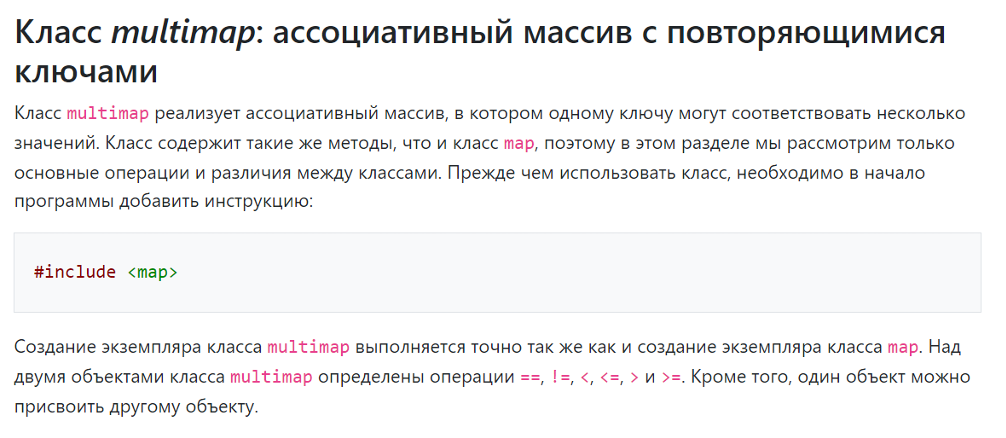 Класс multimap: ассоциативный массив с повторяющимися
ключами
Класс multimap реализует ассоциативный массив, в котором одному ключу могут соответствовать несколько
значений. Класс содержит такие же методы, что и класс map, поэтому в этом разделе мы рассмотрим только
основные операции и различия между классами. Прежде чем использовать класс, необходимо в начало
программы добавить инструкцию:
#include <map>
Создание экземпляра класса multimap выполняется точно так же как и создание экземпляра класса map. Над
двумя объектами класса multimap определены операции ==, !=, <, <=, > и >=. Кроме того, один объект можно
присвоить другому объекту.